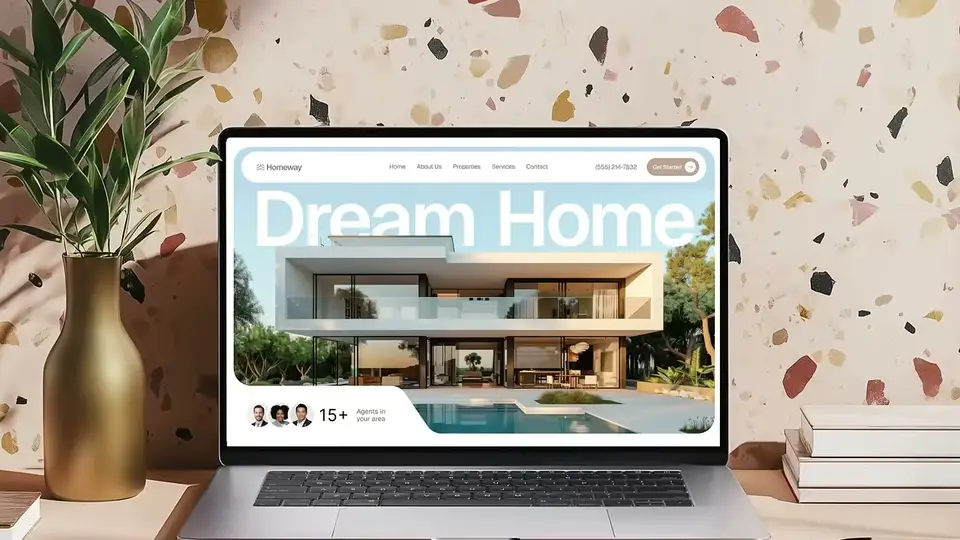 Homeway
Home About Us Properties Services Contact
(555) 214-7832
Get Started
Dream Home
15+
Agents in
your area